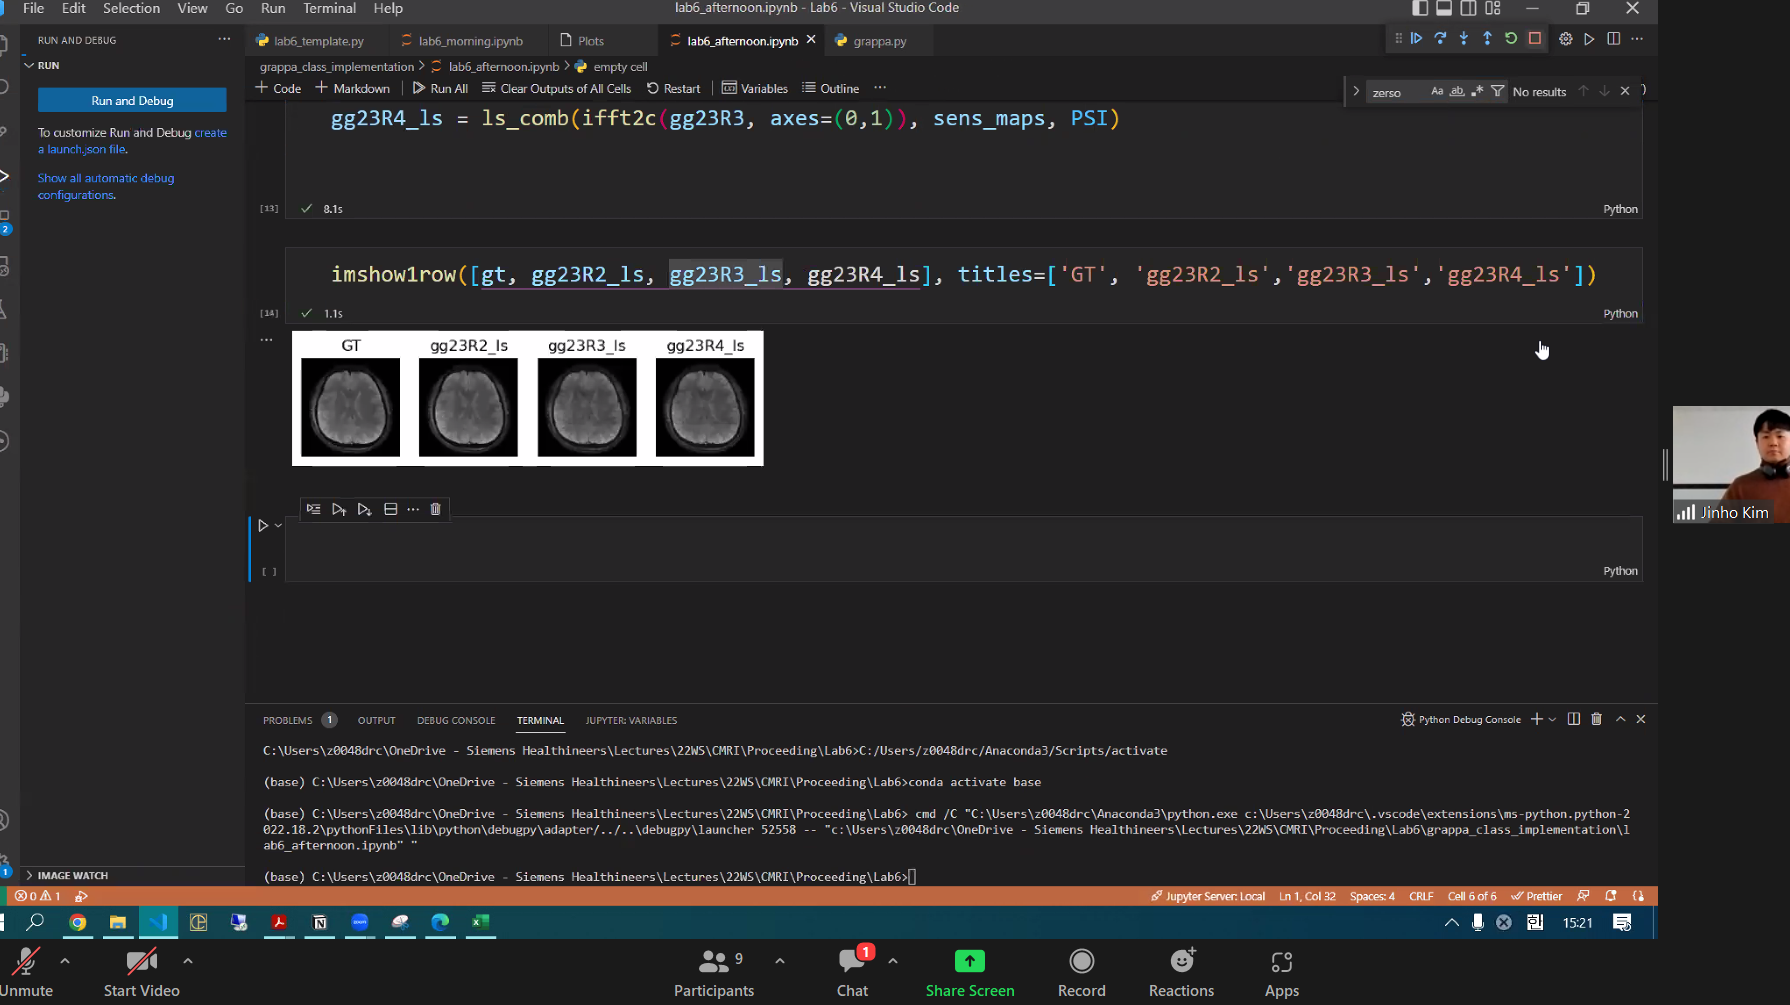 File Edit Selection View Go Run Terminal Help
lab6_afternoon.ipynb - Lab6 - Visual Studio Code
RUN AND DEBUG
RUN
Run and Debug
To customize Run and Debug create
a launch.json file.
Show all automatic debug
configurations.
2
1
IMAGE WATCH
lab6_template.py lab6_morning.ipynb Plots lab6_afternoon.ipynb grappa.py
grappa_class_implementation > lab6_afternoon.ipynb > empty cell
+ Code + Markdown Run All Clear Outputs of All Cells Restart Variables Outline ...
zerso Aa ab No results
gg23R4_ls = ls_comb(ifft2c(gg23R3, axes=(0,1)), sens_maps, PSI)
[13] 8.1s Python
imshow1row([gt, gg23R2_ls, gg23R3_ls, gg23R4_ls], titles=['GT', 'gg23R2_ls','gg23R3_ls','gg23R4_ls'])
[14] 1.1s Python
GT gg23R2_ls gg23R3_ls gg23R4_ls
[ ] Python
PROBLEMS 1 OUTPUT DEBUG CONSOLE TERMINAL JUPYTER: VARIABLES
Python Debug Console
C:\Users\z0048drc\OneDrive - Siemens Healthineers\Lectures\22WS\CMRI\Proceeding\Lab6>C:/Users/z0048drc/Anaconda3/Scripts/activate
(base) C:\Users\z0048drc\OneDrive - Siemens Healthineers\Lectures\22WS\CMRI\Proceeding\Lab6>conda activate base
(base) C:\Users\z0048drc\OneDrive - Siemens Healthineers\Lectures\22WS\CMRI\Proceeding\Lab6> cmd /C "C:\Users\z0048drc\Anaconda3\python.exe c:\Users\z0048drc\.vscode\extensions\ms-python.python-2
022.18.2\pythonFiles\lib\python\debugpy\adapter/../..\debugpy\launcher 52558 -- "c:\Users\z0048drc\OneDrive - Siemens Healthineers\Lectures\22WS\CMRI\Proceeding\Lab6\grappa_class_implementation\l
ab6_afternoon.ipynb" "
(base) C:\Users\z0048drc\OneDrive - Siemens Healthineers\Lectures\22WS\CMRI\Proceeding\Lab6>
0 1
Jupyter Server: Local Ln 1, Col 32 Spaces: 4 CRLF Cell 6 of 6 Prettier
15:21
Jinho Kim
Unmute Start Video Participants 9 Chat 1 Share Screen Record Reactions Apps